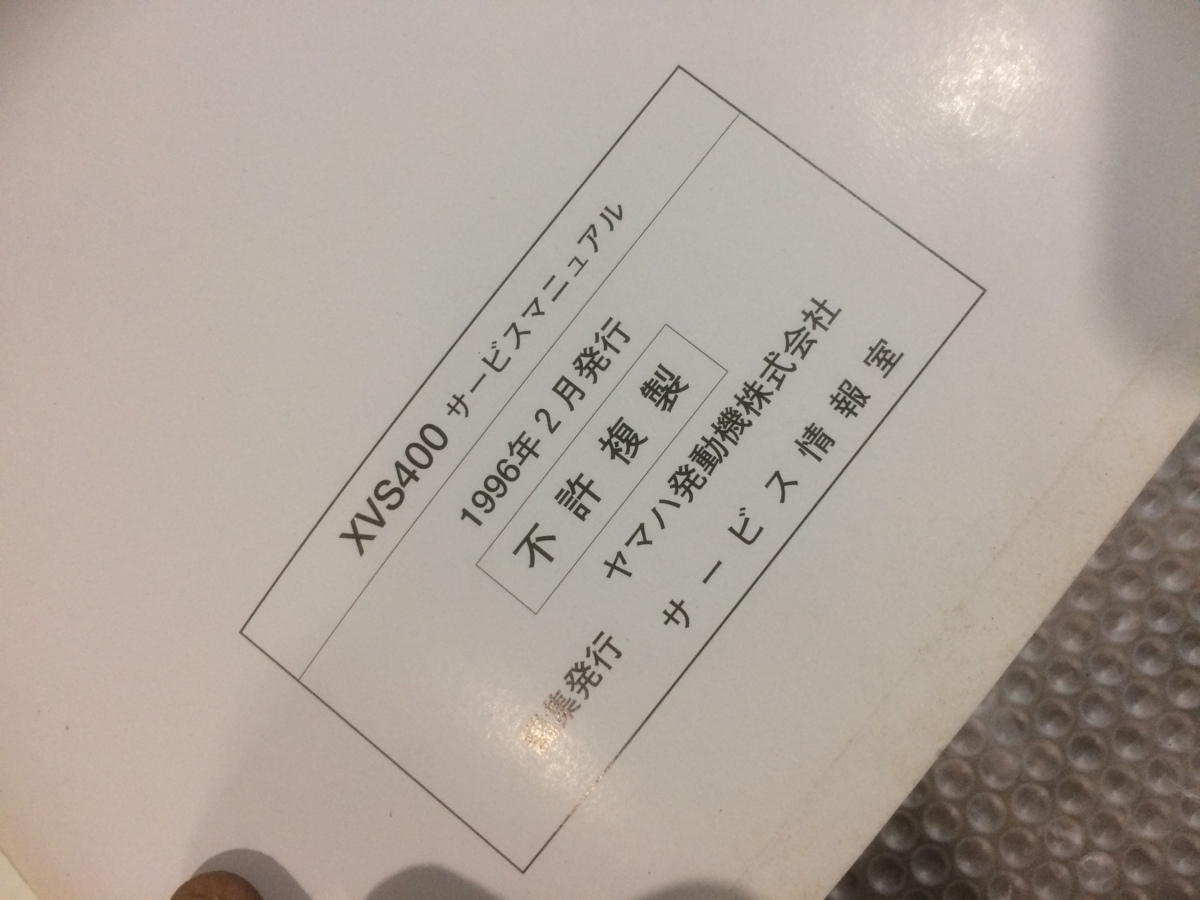 XVS400 サービスマニュアル
1996年2月発行
不許複製
編集発行 ヤマハ発動機株式会社
サービス情報室